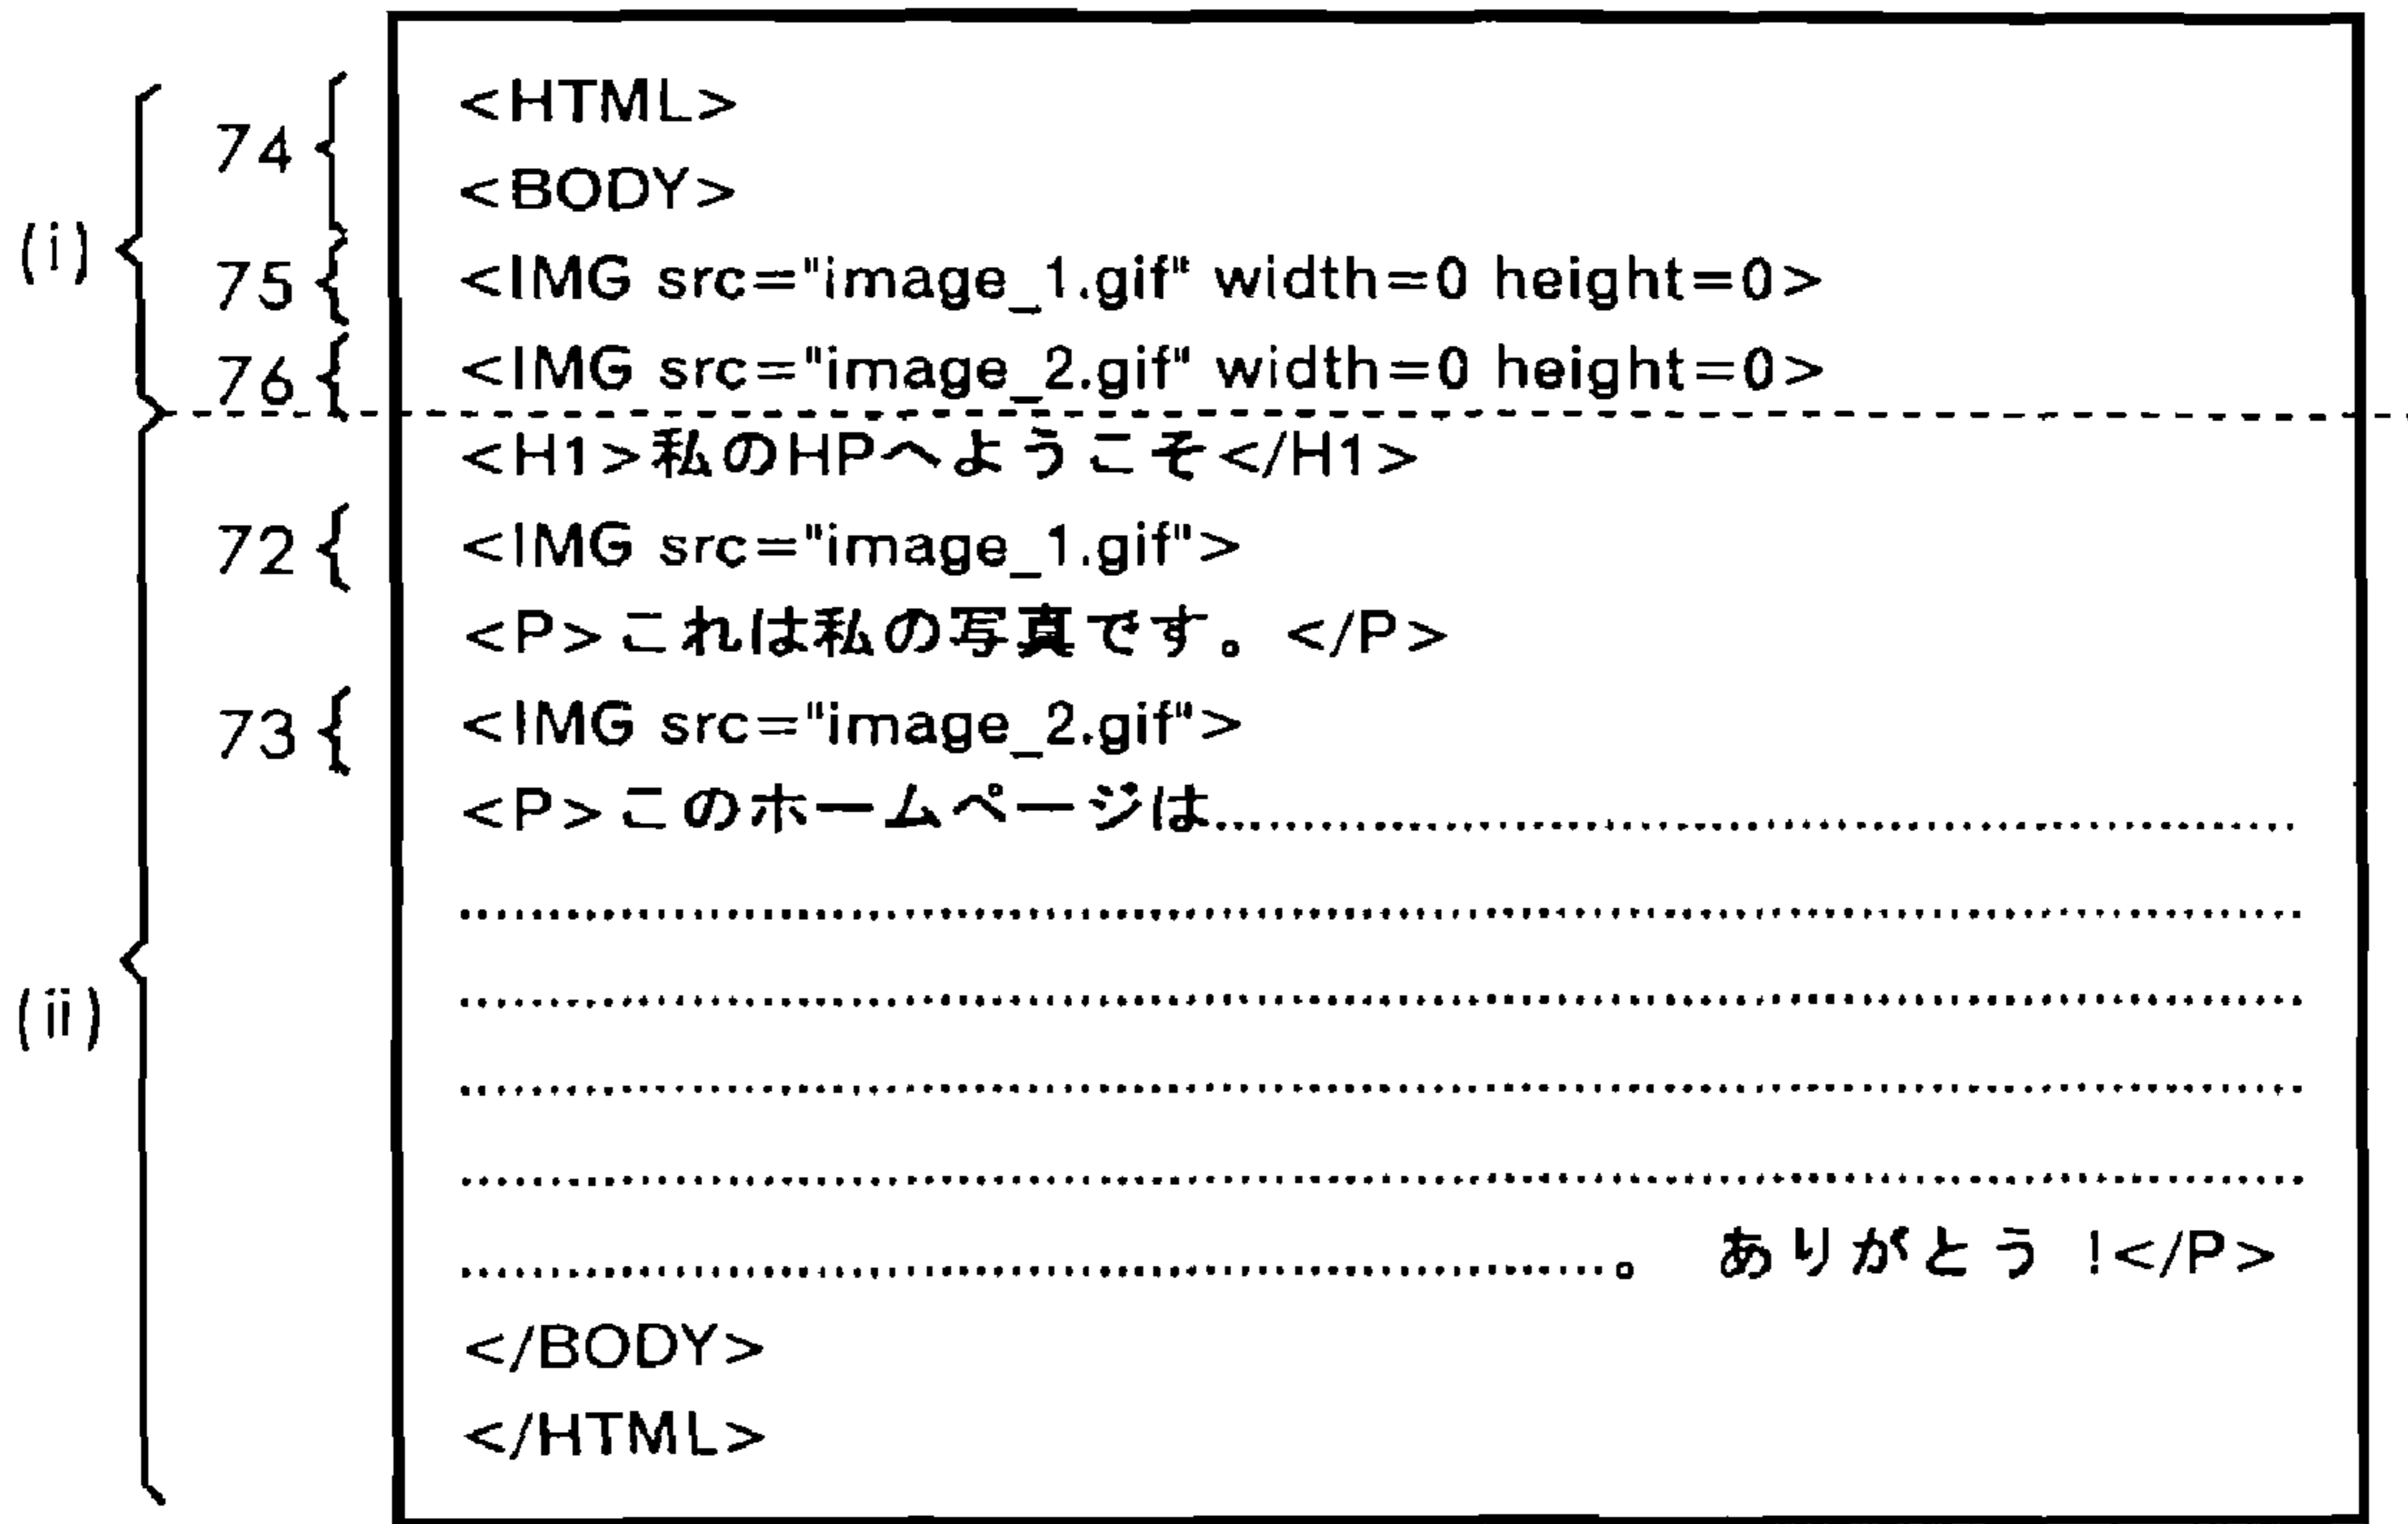 (i)
74
<HTML>
<BODY>
75
<IMG src="image_1.gif" width=0 height=0>
76
<IMG src="image_2.gif" width=0 height=0>
<H1>私のHPへようこそ</H1>
72
<IMG src="image_1.gif">
<P>これは私の写真です。</P>
73
<IMG src="image_2.gif">
<P>このホームページは..............................
(ii)
..............................。 ありがとう !</P>
</BODY>
</HTML>